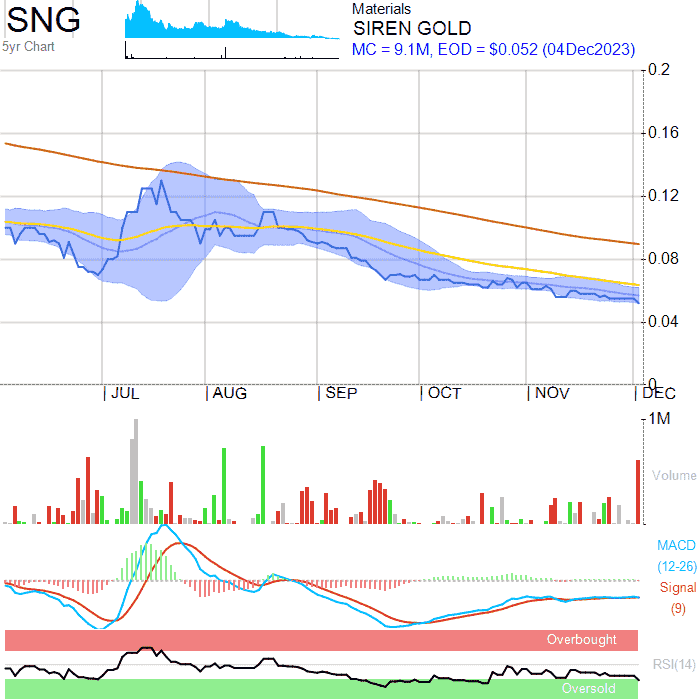 SNG
5yr Chart
Materials
SIREN GOLD
MC = 9.1M, EOD = $0.052 (04Dec2023)
0.2
0.16
0.12
0.08
0.04
0
JUL AUG SEP OCT NOV DEC
1M
Volume
MACD
(12-26)
Signal
(9)
Overbought
RSI(14)
Oversold